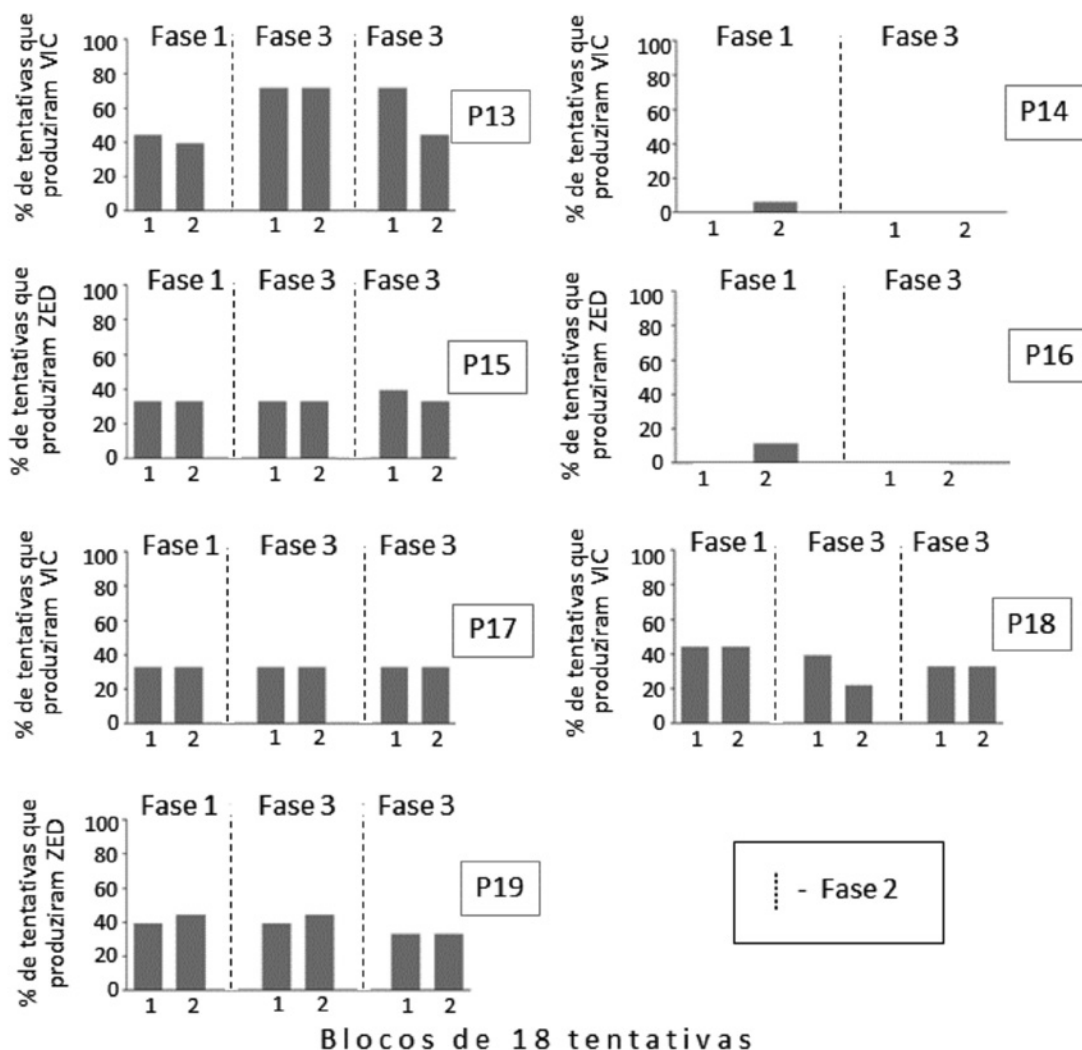 % de tentativas que
produziram VIC
100
80
60
40
20
0
Fase 1
Fase 3
Fase 3
1 2
1 2
1 2
P13
% de tentativas que
produziram VIC
100
80
60
40
20
0
Fase 1
Fase 3
1 2
1 2
P14
% de tentativas que
produziram ZED
100
80
60
40
20
0
Fase 1
Fase 3
Fase 3
1 2
1 2
1 2
P15
% de tentativas que
produziram ZED
100
80
60
40
20
0
Fase 1
Fase 3
1 2
1 2
P16
% de tentativas que
produziram VIC
100
80
60
40
20
0
Fase 1
Fase 3
Fase 3
1 2
1 2
1 2
P17
% de tentativas que
produziram VIC
100
80
60
40
20
0
Fase 1
Fase 3
Fase 3
1 2
1 2
1 2
P18
% de tentativas que
produziram ZED
100
80
60
40
20
0
Fase 1
Fase 3
Fase 3
1 2
1 2
1 2
P19
- Fase 2
Blocos de 18 tentativas